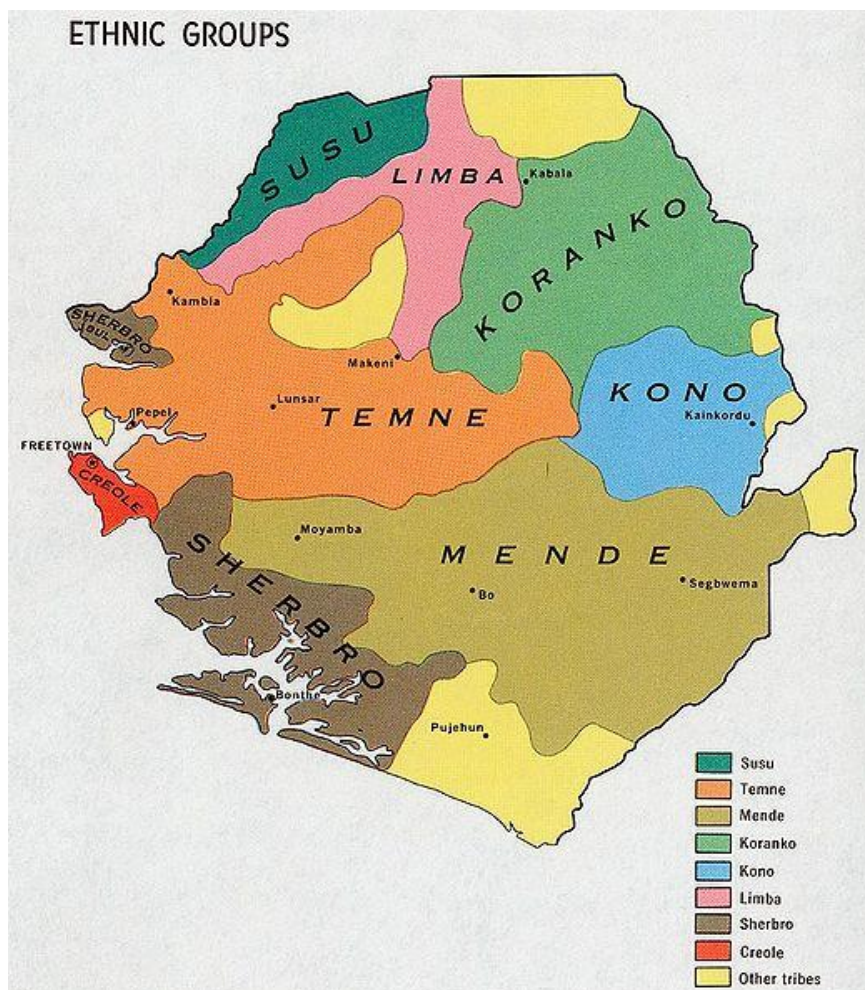 ETHNIC GROUPS
SUSU
LIMBA
Kabala
KORANKO
Kambia
SHERBRO
(BULOM)
Makeni
KONO
Lunsar
TEMNE
Kainkordu
Pepel
FREETOWN
CREOLE
Moyamba
MENDE
SHERBRO
Segbwema
Bo
Bonthe
Pujehun
Susu
Temne
Mende
Koranko
Kono
Limba
Sherbro
Creole
Other tribes